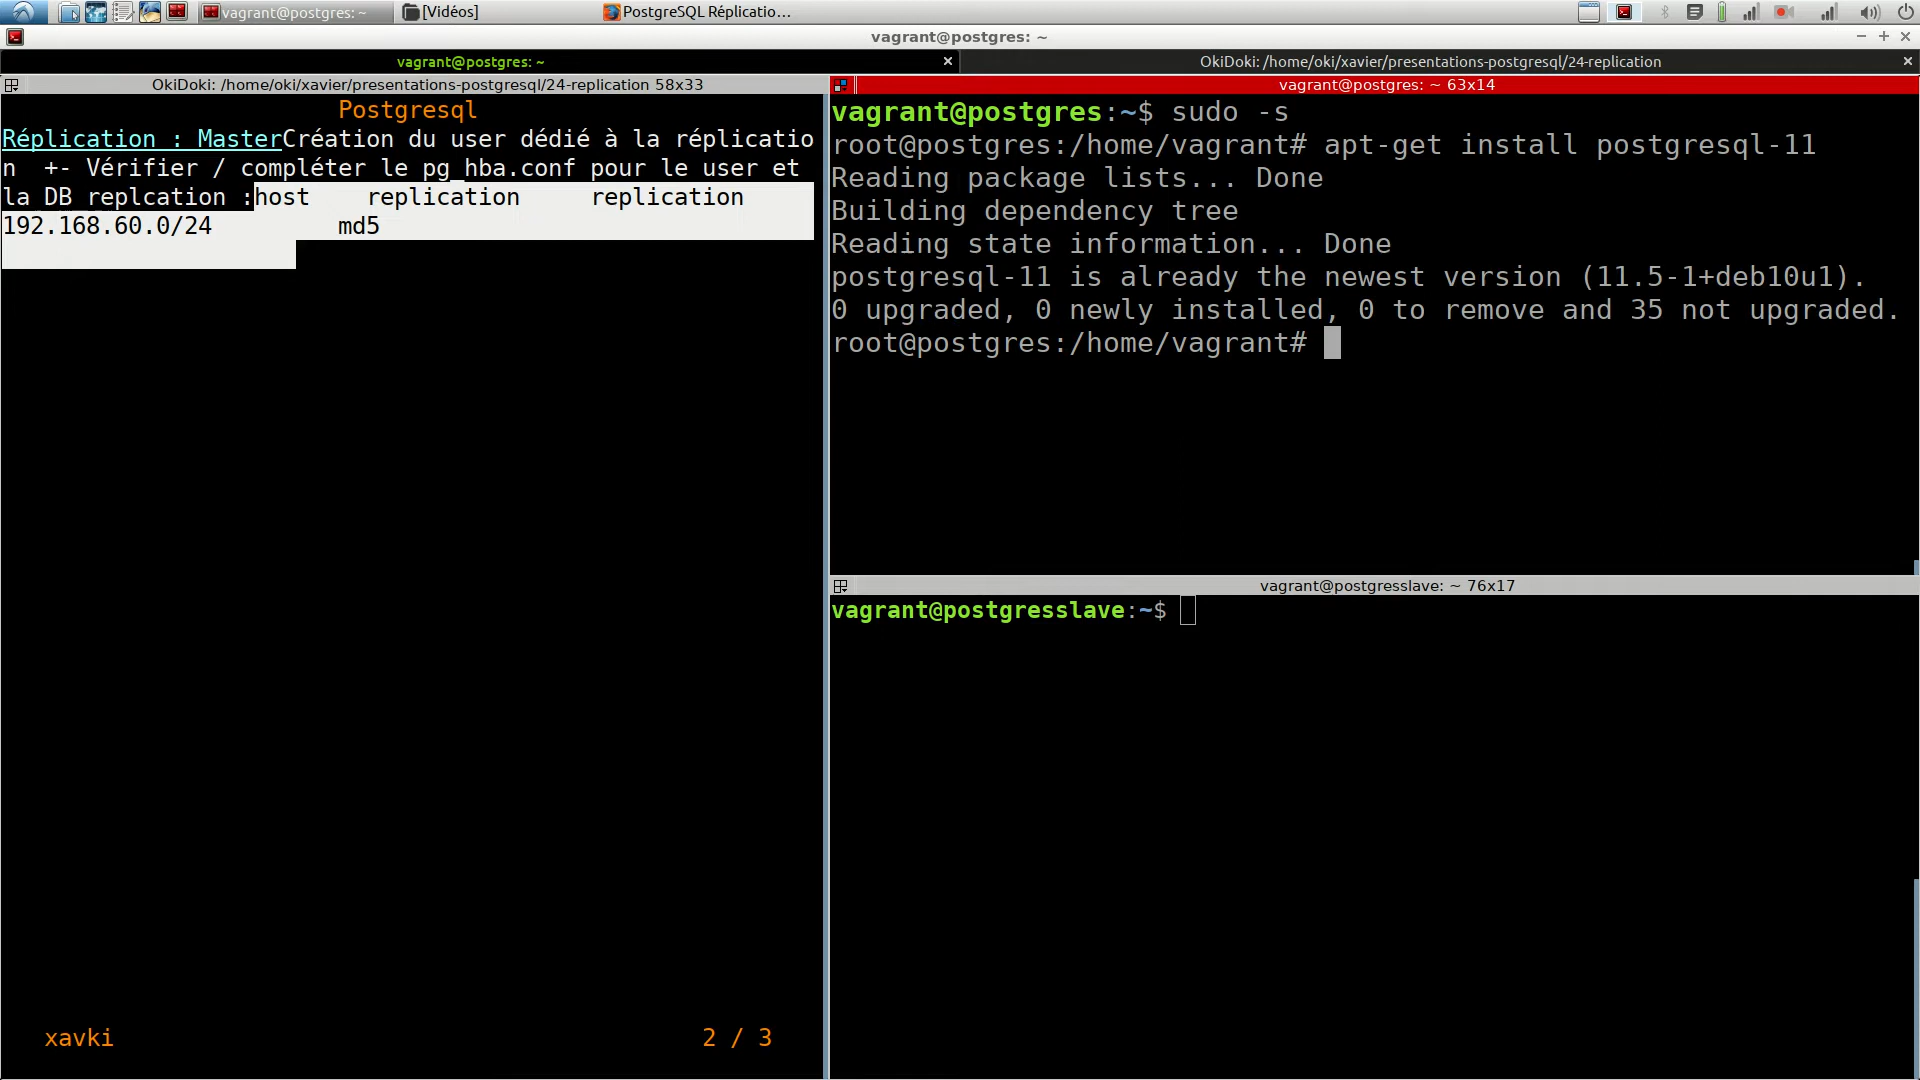 vagrant@postgres: ~
[Vidéos]
PostgreSQL Réplicatio...
vagrant@postgres: ~
vagrant@postgres: ~
OkiDoki: /home/oki/xavier/presentations-postgresql/24-replication
OkiDoki: /home/oki/xavier/presentations-postgresql/24-replication 58x33
Postgresql
Réplication : MasterCréation du user dédié à la réplicatio
n  +- Vérifier / compléter le pg_hba.conf pour le user et
la DB replcation :host    replication     replication
192.168.60.0/24         md5
xavki
2 / 3
vagrant@postgres: ~ 63x14
vagrant@postgres:~$ sudo -s
root@postgres:/home/vagrant# apt-get install postgresql-11
Reading package lists... Done
Building dependency tree
Reading state information... Done
postgresql-11 is already the newest version (11.5-1+deb10u1).
0 upgraded, 0 newly installed, 0 to remove and 35 not upgraded.
root@postgres:/home/vagrant#
vagrant@postgresslave: ~ 76x17
vagrant@postgresslave:~$